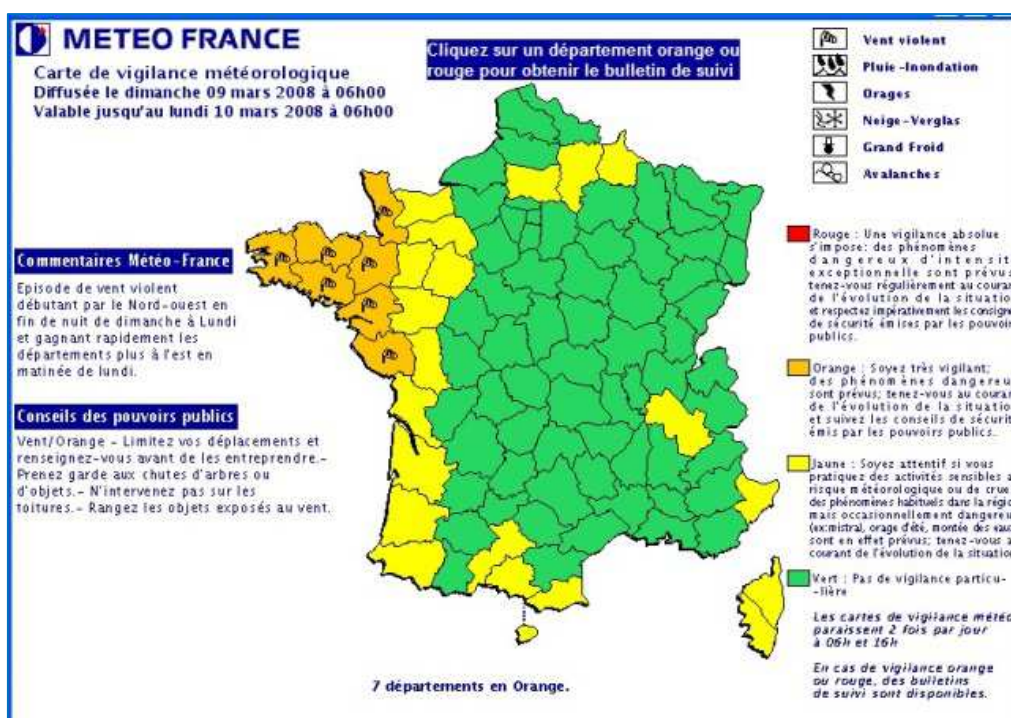 METEO FRANCE
Carte de vigilance météorologique
Diffusée le dimanche 09 mars 2008 à 06h00
Valable jusqu'au lundi 10 mars 2008 à 06h00
Cliquez sur un département orange ou
rouge pour obtenir le bulletin de suivi
Commentaires Météo-France
Episode de vent violent
débutant par le Nord-ouest en
fin de nuit de dimanche à Lundi
et gagnant rapidement les
départements plus à l'est en
matinée de lundi.
Conseils des pouvoirs publics
Vent/Orange - Limitez vos déplacements et
renseignez-vous avant de les entreprendre.-
Prenez garde aux chutes d'arbres ou
d'objets.- N'intervenez pas sur les
toitures.- Rangez les objets exposés au vent.
7 départements en Orange.
Vent violent
Pluie-Inondation
Orages
Neige-Verglas
Grand Froid
Avalanches
Rouge : Une vigilance absolue
s'impose; des phénomènes
dangereux d'intensit
exceptionnelle sont prévus
tenez-vous régulièrement au couran
de l'évolution de la situation
et respectez impérativement les consigne
de sécurité émises par les pouvoir
publics.
Orange : Soyez très vigilant;
des phénomènes dangereu
sont prévus; tenez-vous au couran
de l'évolution de la situation
et suivez les conseils de sécurit
émis par les pouvoirs publics.
Jaune : Soyez attentif si vous
pratiquez des activités sensibles a
risque météorologique ou de crue
des phénomènes habituels dans la régio
mais occasionnellement dangereu
(ex:mistral, orage d'été, montée des eaux
sont en effet prévus; tenez-vous a
courant de l'évolution de la situation
Vert : Pas de vigilance particu-
-lière
Les cartes de vigilance météo
paraissent 2 fois par jour
à 06h et 16h
En cas de vigilance orange
ou rouge, des bulletins
de suivi sont disponibles.